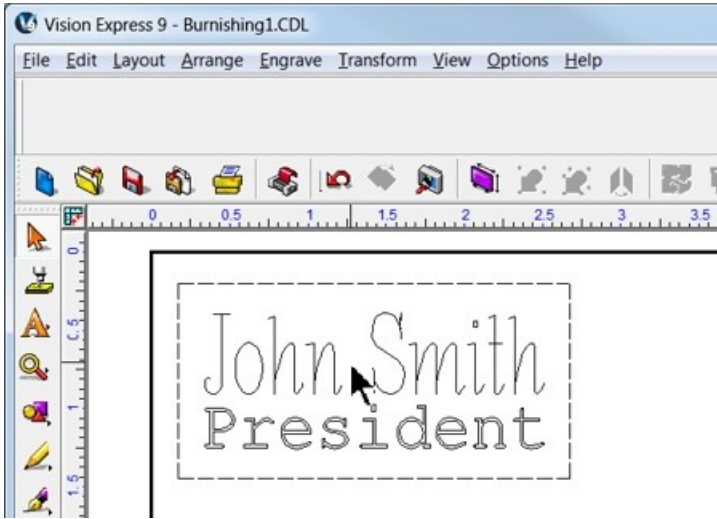 Vision Express 9 - Burnishing1.CDL
File Edit Layout Arrange Engrave Transform View Options Help
0 0.5 1 1.5 2 2.5 3 3.5
0
0.5
1
1.5
John Smith
President